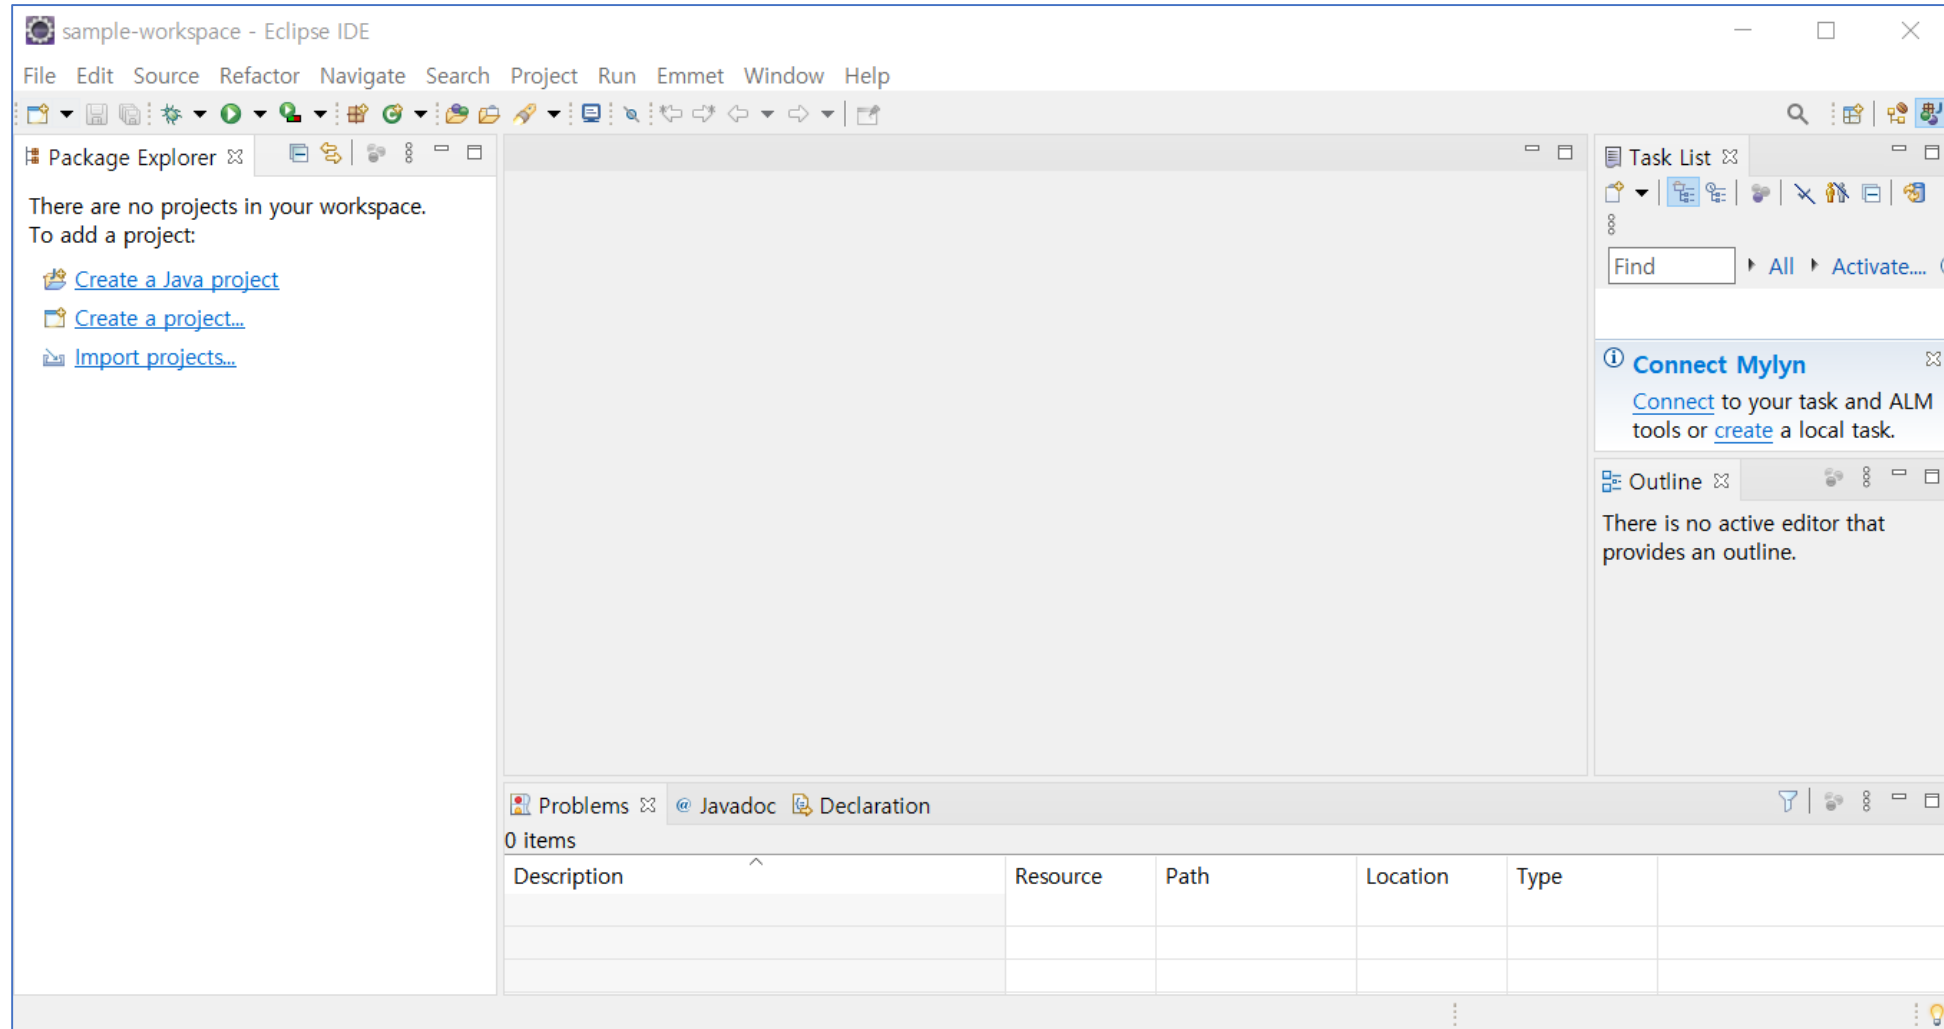 sample-workspace - Eclipse IDE
File Edit Source Refactor Navigate Search Project Run Emmet Window Help
Package Explorer
There are no projects in your workspace.
To add a project:
Create a Java project
Create a project...
Import projects...
Task List
Find
All
Activate....
Connect Mylyn
Connect to your task and ALM
tools or create a local task.
Outline
There is no active editor that
provides an outline.
Problems @ Javadoc Declaration
0 items
Description Resource Path Location Type